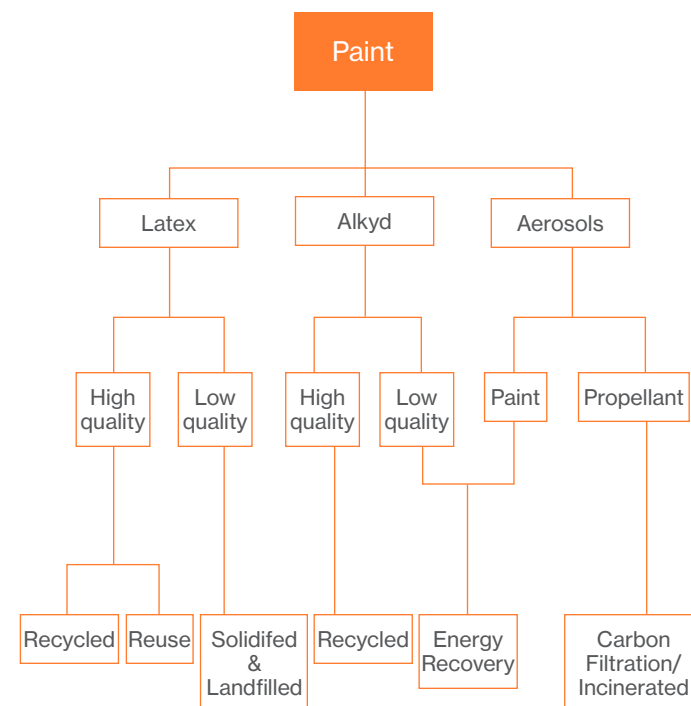 Paint
Latex
Alkyd
Aerosols
High
quality
Low
quality
High
quality
Low
quality
Paint
Propellant
Recycled
Reuse
Solidifed
&
Landfilled
Recycled
Energy
Recovery
Carbon
Filtration/
Incinerated